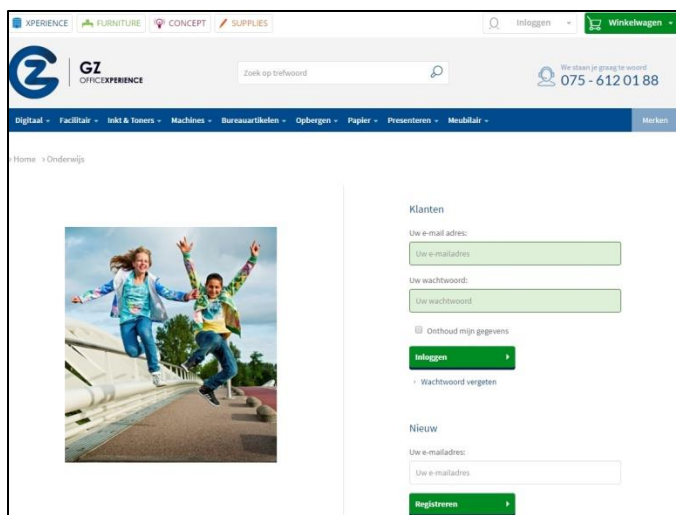 XPERIENCE FURNITURE CONCEPT SUPPLIES Inloggen Winkelwagen
GZ
OFFICEXPERIENCE
Zoek op trefwoord
We staan je graag te woord
075 - 612 01 88
Digitaal Facilitair Inkt & Toners Machines Bureauartikelen Opbergen Papier Presenteren Meubilair Merken
› Home › Onderwijs
Klanten
Uw e-mail adres:
Uw e-mailadres
Uw wachtwoord:
Uw wachtwoord
Onthoud mijn gegevens
Inloggen
› Wachtwoord vergeten
Nieuw
Uw e-mailadres:
Uw e-mailadres
Registreren